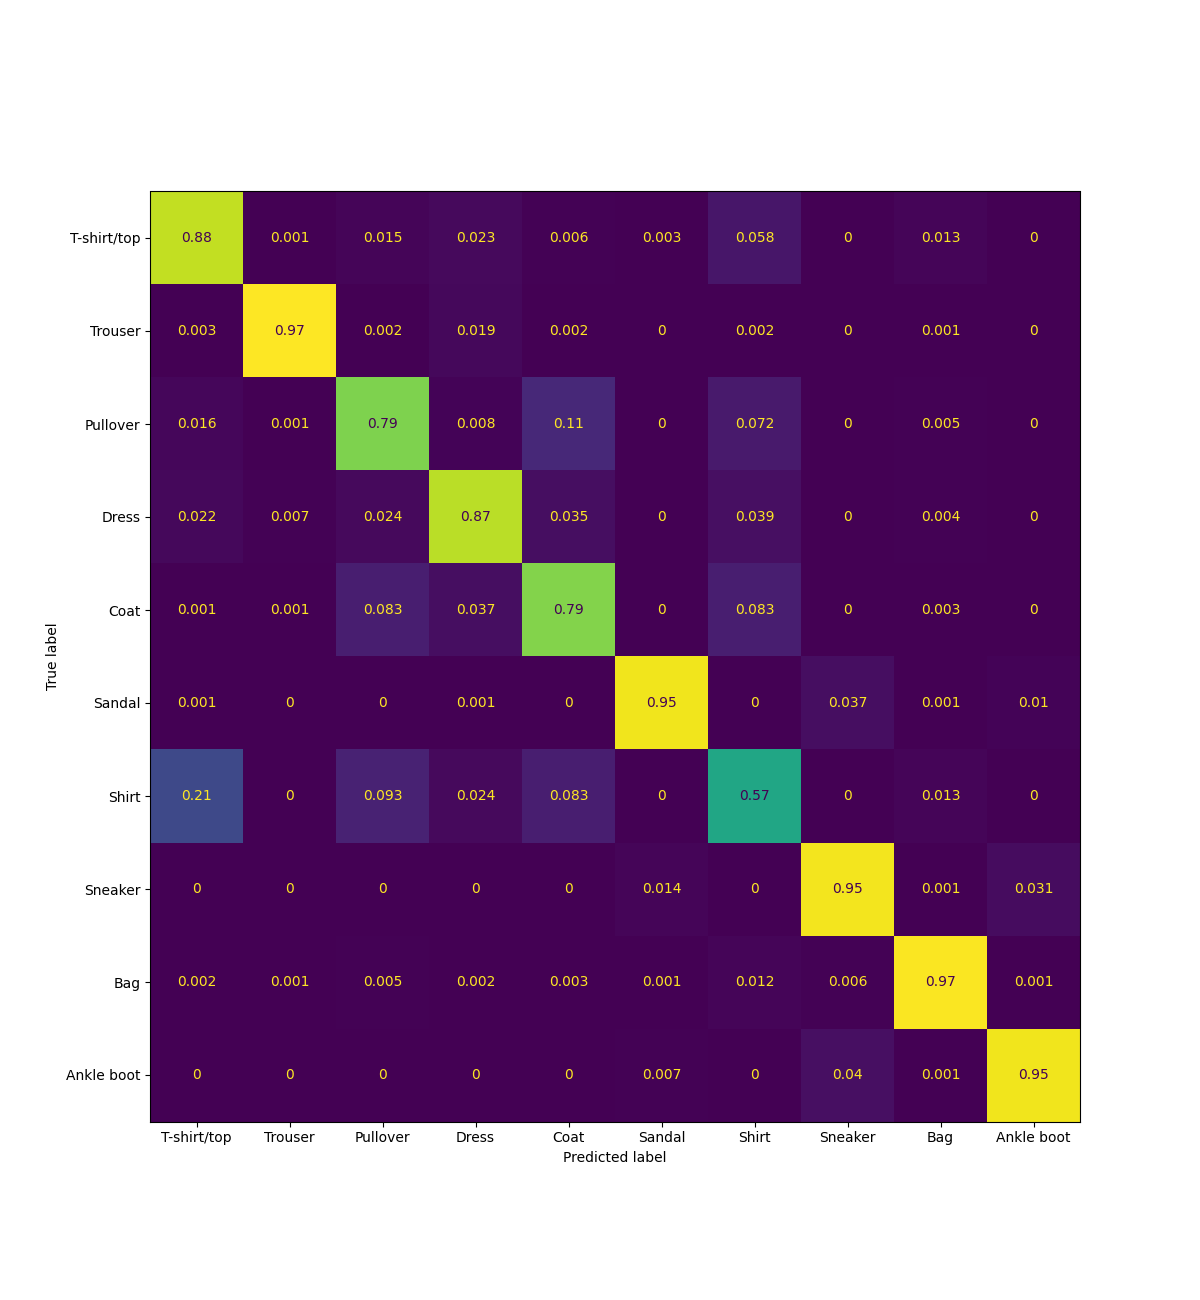 T-shirt/top 0.88 0.001 0.015 0.023 0.006 0.003 0.058 0 0.013 0
Trouser 0.003 0.97 0.002 0.019 0.002 0 0.002 0 0.001 0
Pullover 0.016 0.001 0.79 0.008 0.11 0 0.072 0 0.005 0
Dress 0.022 0.007 0.024 0.87 0.035 0 0.039 0 0.004 0
Coat 0.001 0.001 0.083 0.037 0.79 0 0.083 0 0.003 0
True label
Sandal 0.001 0 0 0.001 0 0.95 0 0.037 0.001 0.01
Shirt 0.21 0 0.093 0.024 0.083 0 0.57 0 0.013 0
Sneaker 0 0 0 0 0 0.014 0 0.95 0.001 0.031
Bag 0.002 0.001 0.005 0.002 0.003 0.001 0.012 0.006 0.97 0.001
Ankle boot 0 0 0 0 0 0.007 0 0.04 0.001 0.95
T-shirt/top Trouser Pullover Dress Coat Sandal Shirt Sneaker Bag Ankle boot
Predicted label